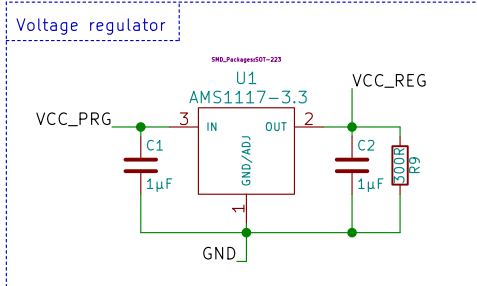 Voltage regulator
SMD_Packages:SOT-223
U1
AMS1117-3.3
VCC_REG
VCC_PRG
3
IN
OUT
2
C1
1µF
GND/ADJ
1
C2
1µF
300R
R9
GND